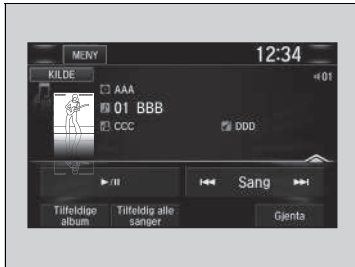 MENY
12:34
KILDE
01
AAA
01 BBB
CCC
DDD
Sang
Tilfeldige album
Tilfeldig alle sanger
Gjenta